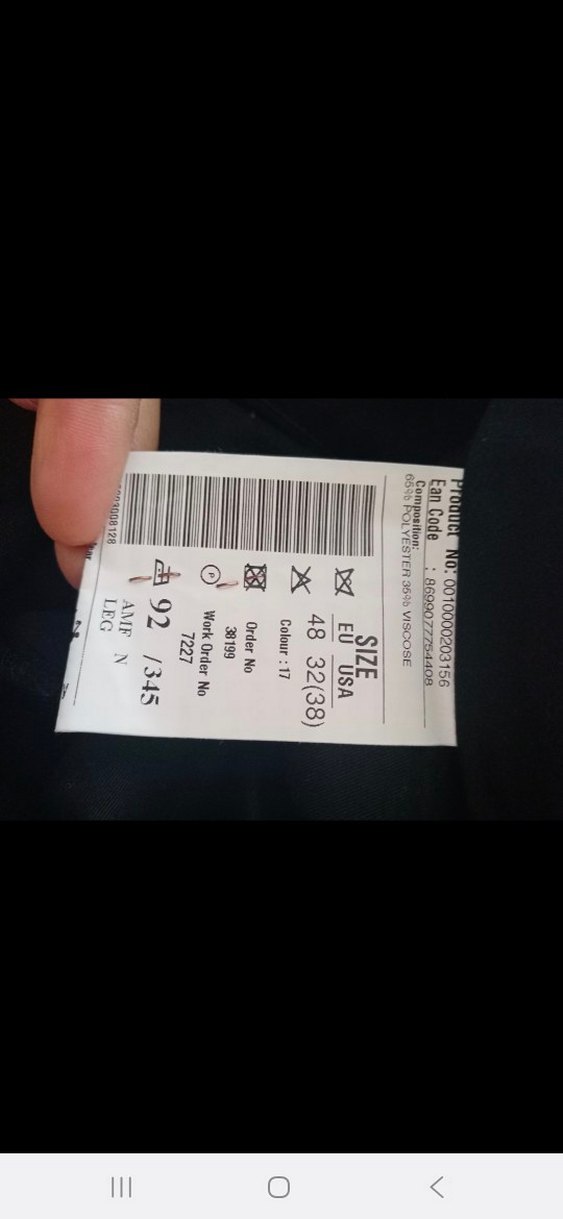 Product No: 0010000203156
Ean Code : 8699077754408
Composition:
65% POLYESTER 35% VISCOSE
SIZE
EU USA
48 32(38)
Colour : 17
Order No
38199
P
Work Order No
7227
92 /345
AMF N
LEG